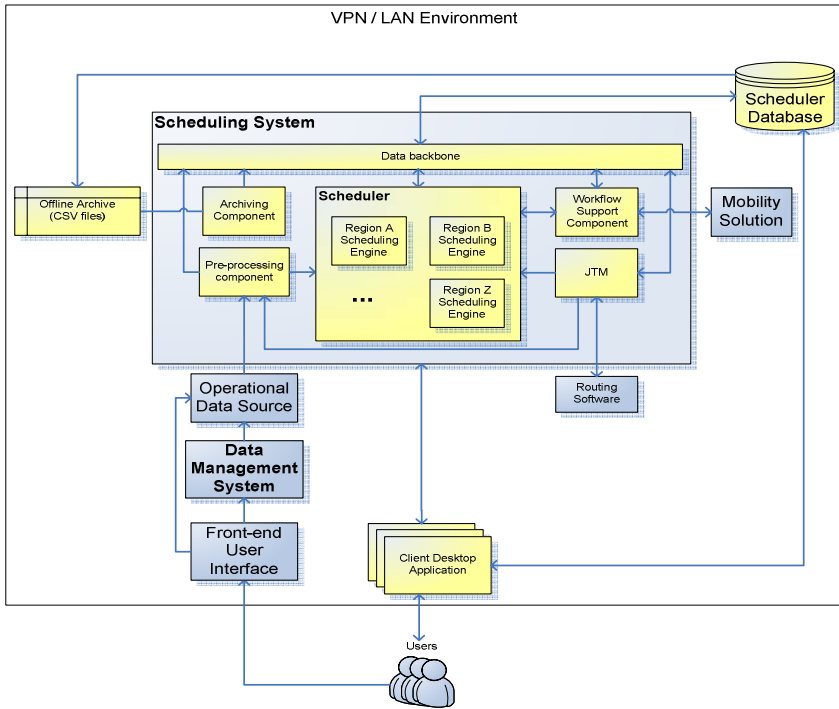 VPN / LAN Environment
Scheduler
Database
Scheduling System
Data backbone
Offline Archive
(CSV files)
Archiving
Component
Scheduler
Region A
Scheduling
Engine
Region B
Scheduling
Engine
Workflow
Support
Component
Mobility
Solution
Pre-processing
component
...
Region Z
Scheduling
Engine
JTM
Operational
Data Source
Routing
Software
Data
Management
System
Front-end
User
Interface
Client Desktop
Application
Users